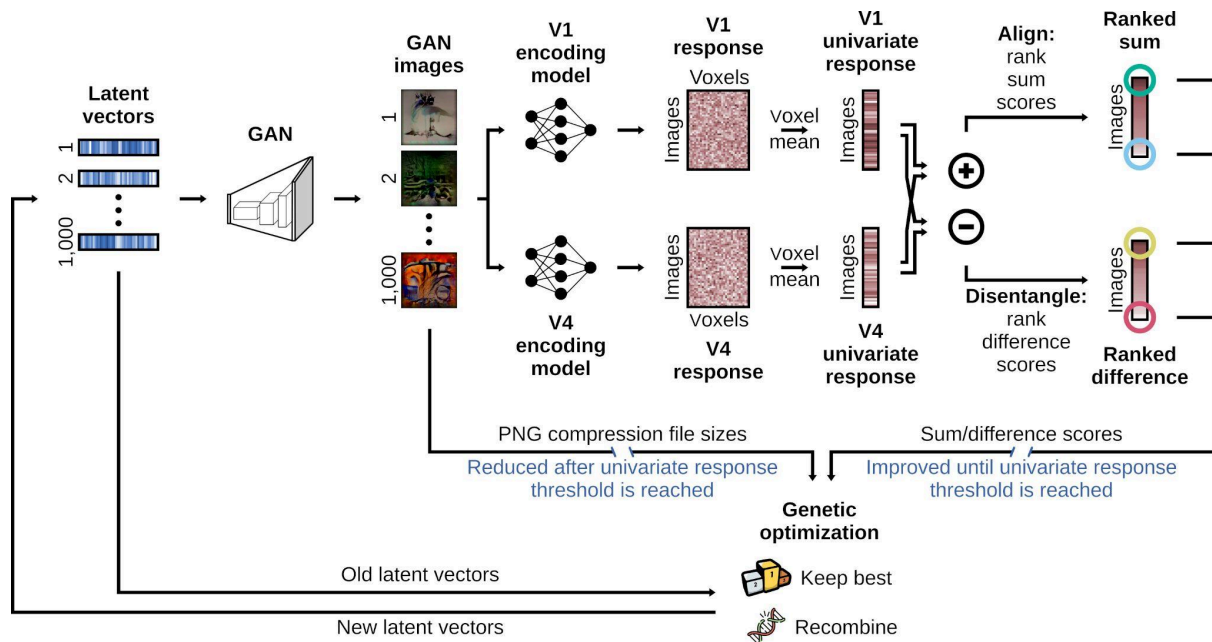 Latent
vectors
1
2
1,000
GAN
GAN
images
1
2
1,000
V1
encoding
model
V4
encoding
model
V1
response
Voxels
Images
Images
Voxels
V4
response
Voxel
mean
Voxel
mean
V1
univariate
response
Images
Images
V4
univariate
response
+
−
Align:
rank
sum
scores
Disentangle:
rank
difference
scores
Ranked
sum
Images
Images
Ranked
difference
PNG compression file sizes
Reduced after univariate response
threshold is reached
Sum/difference scores
Improved until univariate response
threshold is reached
Genetic
optimization
Old latent vectors
2
1
3
Keep best
New latent vectors
Recombine